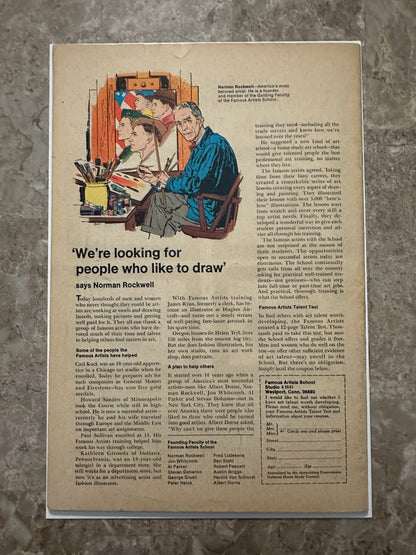 Norman Rockwell—America's most
beloved artist. He is a founder
and member of the Guiding Faculty
of the Famous Artists School.
'We're looking for
people who like to draw'
says Norman Rockwell
Today hundreds of men and women
who never thought they could be art-
ists are working at easels and drawing
boards, making pictures and getting
well paid for it. They all can thank a
group of famous artists who have de-
voted much of their time and talent
to helping others find success in art.
Some of the people the
Famous Artists have helped
Carl Kock was an 18-year-old appren-
tice in a Chicago art studio when he
enrolled. Today he prepares ads for
such companies as General Motors
and Firestone—has won five gold
medals.
Howard Sanden of Minneapolis
took the Course while still in high
school. He is now a successful artist—
recently he and his wife traveled
through Europe and the Middle East
on important art assignments.
Paul Sullivan enrolled at 14. His
Famous Artists training helped him
work his way through college.
Kathleen Gironda of Indiana,
Pennsylvania, was an 18-year-old
salesgirl in a department store. She
still works for a department store, but
now it's as an advertising artist and
fashion illustrator.
With Famous Artists training
James Ryan, formerly a clerk, has be-
come an illustrator at Hughes Air-
craft—and turns out a steady stream
of well-paying free-lance artwork in
his spare time.
Oregon housewife Helen Tryk lives
130 miles from the nearest big city.
But she does fashion illustration, has
her own studio, runs an art work
shop, does portraits.
A plan to help others
It started over 18 years ago when a
group of America's most successful
artists—men like Albert Dorne, Nor-
man Rockwell, Jon Whitcomb, Al
Parker and Stevan Dohanos—met in
New York City. They knew that all
over America there were people who
liked to draw who could be turned
into good artists. Albert Dorne asked,
"Why can't we give these people the
Founding Faculty of the
Famous Artists School
Norman Rockwell
Jon Whitcomb
Al Parker
Stevan Dohanos
George Giusti
Peter Helck
Fred Ludekens
Ben Stahl
Robert Fawcett
Austin Briggs
Harold Von Schmidt
Albert Dorne
training they need—including all the
trade secrets and know-how we've
learned over the years?"
He suggested a new kind of art
school—a home study art school—that
would give talented people the best
professional art training, no matter
where they live.
The famous artists agreed. Taking
time from their busy careers, they
created a remarkable series of art
lessons covering every aspect of draw-
ing and painting. They illustrated
their lessons with over 5,000 "here's-
how" illustrations. The lessons start
from scratch and cover every skill a
top artist needs. Finally, they de-
veloped a wonderful way to give each
student personal correction and ad-
vice all through his training.
The famous artists with the School
are not surprised at the success of
their students. The opportunities
open to successful artists today are
enormous. The School continually
gets calls from all over the country
asking for practical well-trained stu-
dents—not geniuses—who can step
into full-time or part-time art jobs.
And practical, thorough training is
what the School offers.
Famous Artists Talent Test
To find others with art talent worth
developing, the Famous Artists
created a 12-page Talent Test. Thou-
sands paid to take this test, but now
the School offers and grades it free.
Men and women who do well on the
test—or offer other sufficient evidence
of art talent—may enroll in the
School. But there's no obligation.
Simply mail the coupon below.
Famous Artists School
Westport, Conn. 06880
I would like to find out whether I
have art talent worth developing.
Please send me, without obligation,
your Famous Artists Talent Test and
information about your courses.
Mr.
Mrs.
Miss
Circle one and please print
Street
City
State
Age
Zip
Accredited by the Accrediting Commission
National Home Study Council